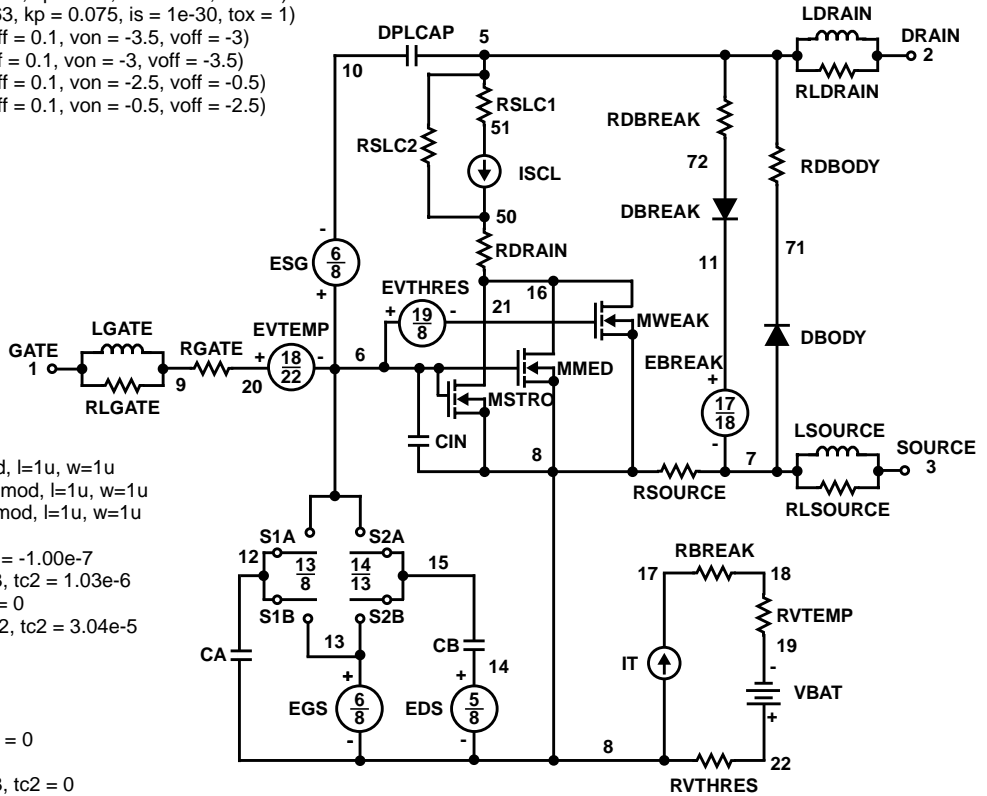 63, kp = 0.075, is = 1e-30, tox = 1)
off = 0.1, von = -3.5, voff = -3)
ff = 0.1, von = -3, voff = -3.5)
ff = 0.1, von = -2.5, voff = -0.5)
ff = 0.1, von = -0.5, voff = -2.5)
LDRAIN
DPLCAP
5
DRAIN
2
10
RLDRAIN
RSLC1
51
RDBREAK
RSLC2
72
RDBODY
ISCL
50
DBREAK
RDRAIN
71
6
8
ESG
11
EVTHRES
16
21
19
8
MWEAK
LGATE
EVTEMP
DBODY
GATE
1
RGATE
18
22
6
MMED
EBREAK
9
20
MSTRO
RLGATE
17
18
CIN
LSOURCE
8
7
SOURCE
3
RSOURCE
RLSOURCE
d, l=1u, w=1u
mod, l=1u, w=1u
mod, l=1u, w=1u
= -1.00e-7
tc2 = 1.03e-6
= 0
2, tc2 = 3.04e-5
S1A
S2A
12
13
8
14
13
15
RBREAK
17
18
S1B
S2B
RVTEMP
13
CB
19
CA
14
IT
VBAT
EGS
6
8
EDS
5
8
8
22
RVTHRES
= 0
tc2 = 0
+
-